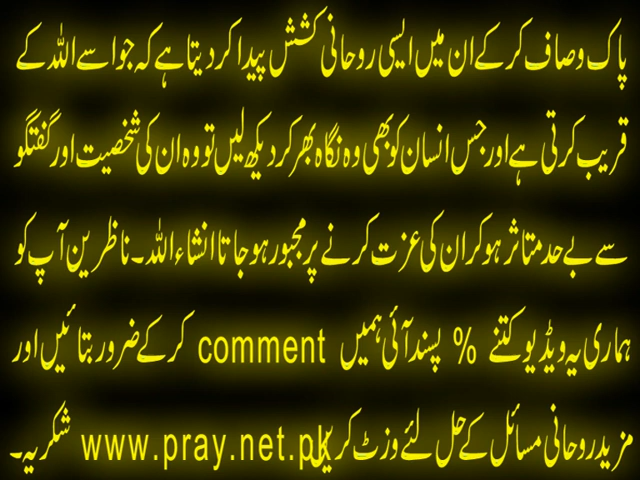 پاک وصاف کر کے ان میں ایسی روحانی کشش پیدا کر دیتا ہے کہ جو اسے اللہ کے
قریب کرتی ہے اور جس انسان کو بھی وہ نگاہ بھر کر دیکھ لیں تو وہ ان کی شخصیت اور گفتگو
سے بے حد متاثر ہو کر ان کی عزت کرنے پر مجبور ہو جاتا انشاء اللہ۔ ناظرین آپ کو
ہماری یہ ویڈیو کتنے % پسند آئی ہمیں comment کر کے ضرور بتائیں اور
مزید روحانی مسائل کے حل لئے وزٹ کریں www.pray.net.pk شکریہ۔